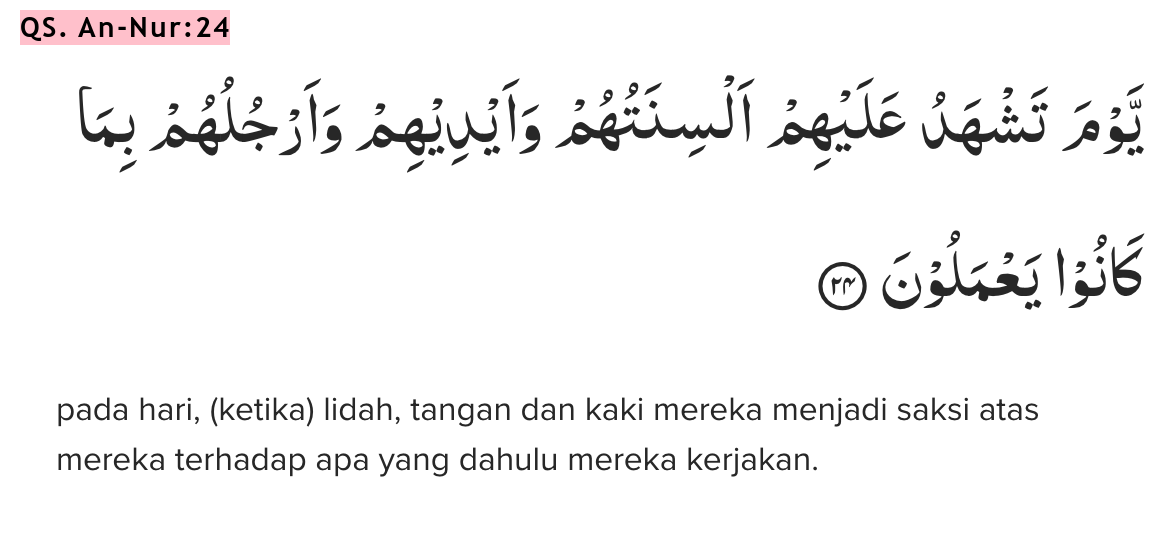 QS. An-Nur:24
يَّوْمَ تَشْهَدُ عَلَيْهِمْ اَلْسِنَتُهُمْ وَاَيْدِيْهِمْ وَاَرْجُلُهُمْ بِمَا
كَانُوْا يَعْمَلُوْنَ ۝٢٤
pada hari, (ketika) lidah, tangan dan kaki mereka menjadi saksi atas
mereka terhadap apa yang dahulu mereka kerjakan.